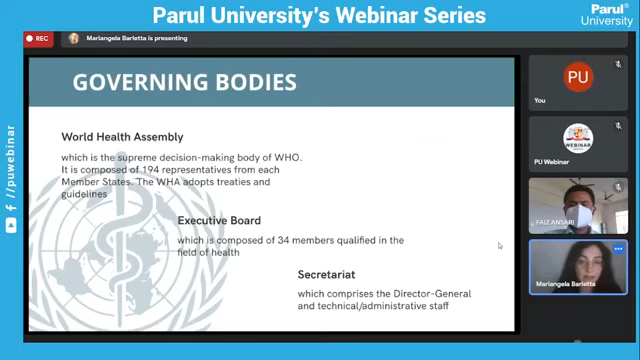 Parul University's Webinar Series
Parul®
University
REC
Mariangela Barletta is presenting
GOVERNING BODIES
World Health Assembly
which is the supreme decision-making body of WHO.
It is composed of 194 representatives from each
Member States. The WHA adopts treaties and
guidelines
Executive Board
which is composed of 34 members qualified in the
field of health
Secretariat
which comprises the Director-General
and technical/administrative staff
PU
You
PU Webinar
FAIZ ANSARI
Mariangela Barletta
/puwebinar